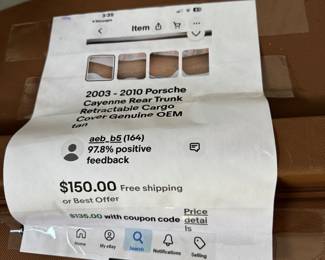 3:35
Item
2003 - 2010 Porsche
Cayenne Rear Trunk
Retractable Cargo
Cover Genuine OEM
tan
aeb_b5 (164)
97.8% positive
feedback
$150.00 Free shipping
or Best Offer
$135.00 with coupon code Price
detai
ls
Home
My eBay
Search
Notifications
Selling